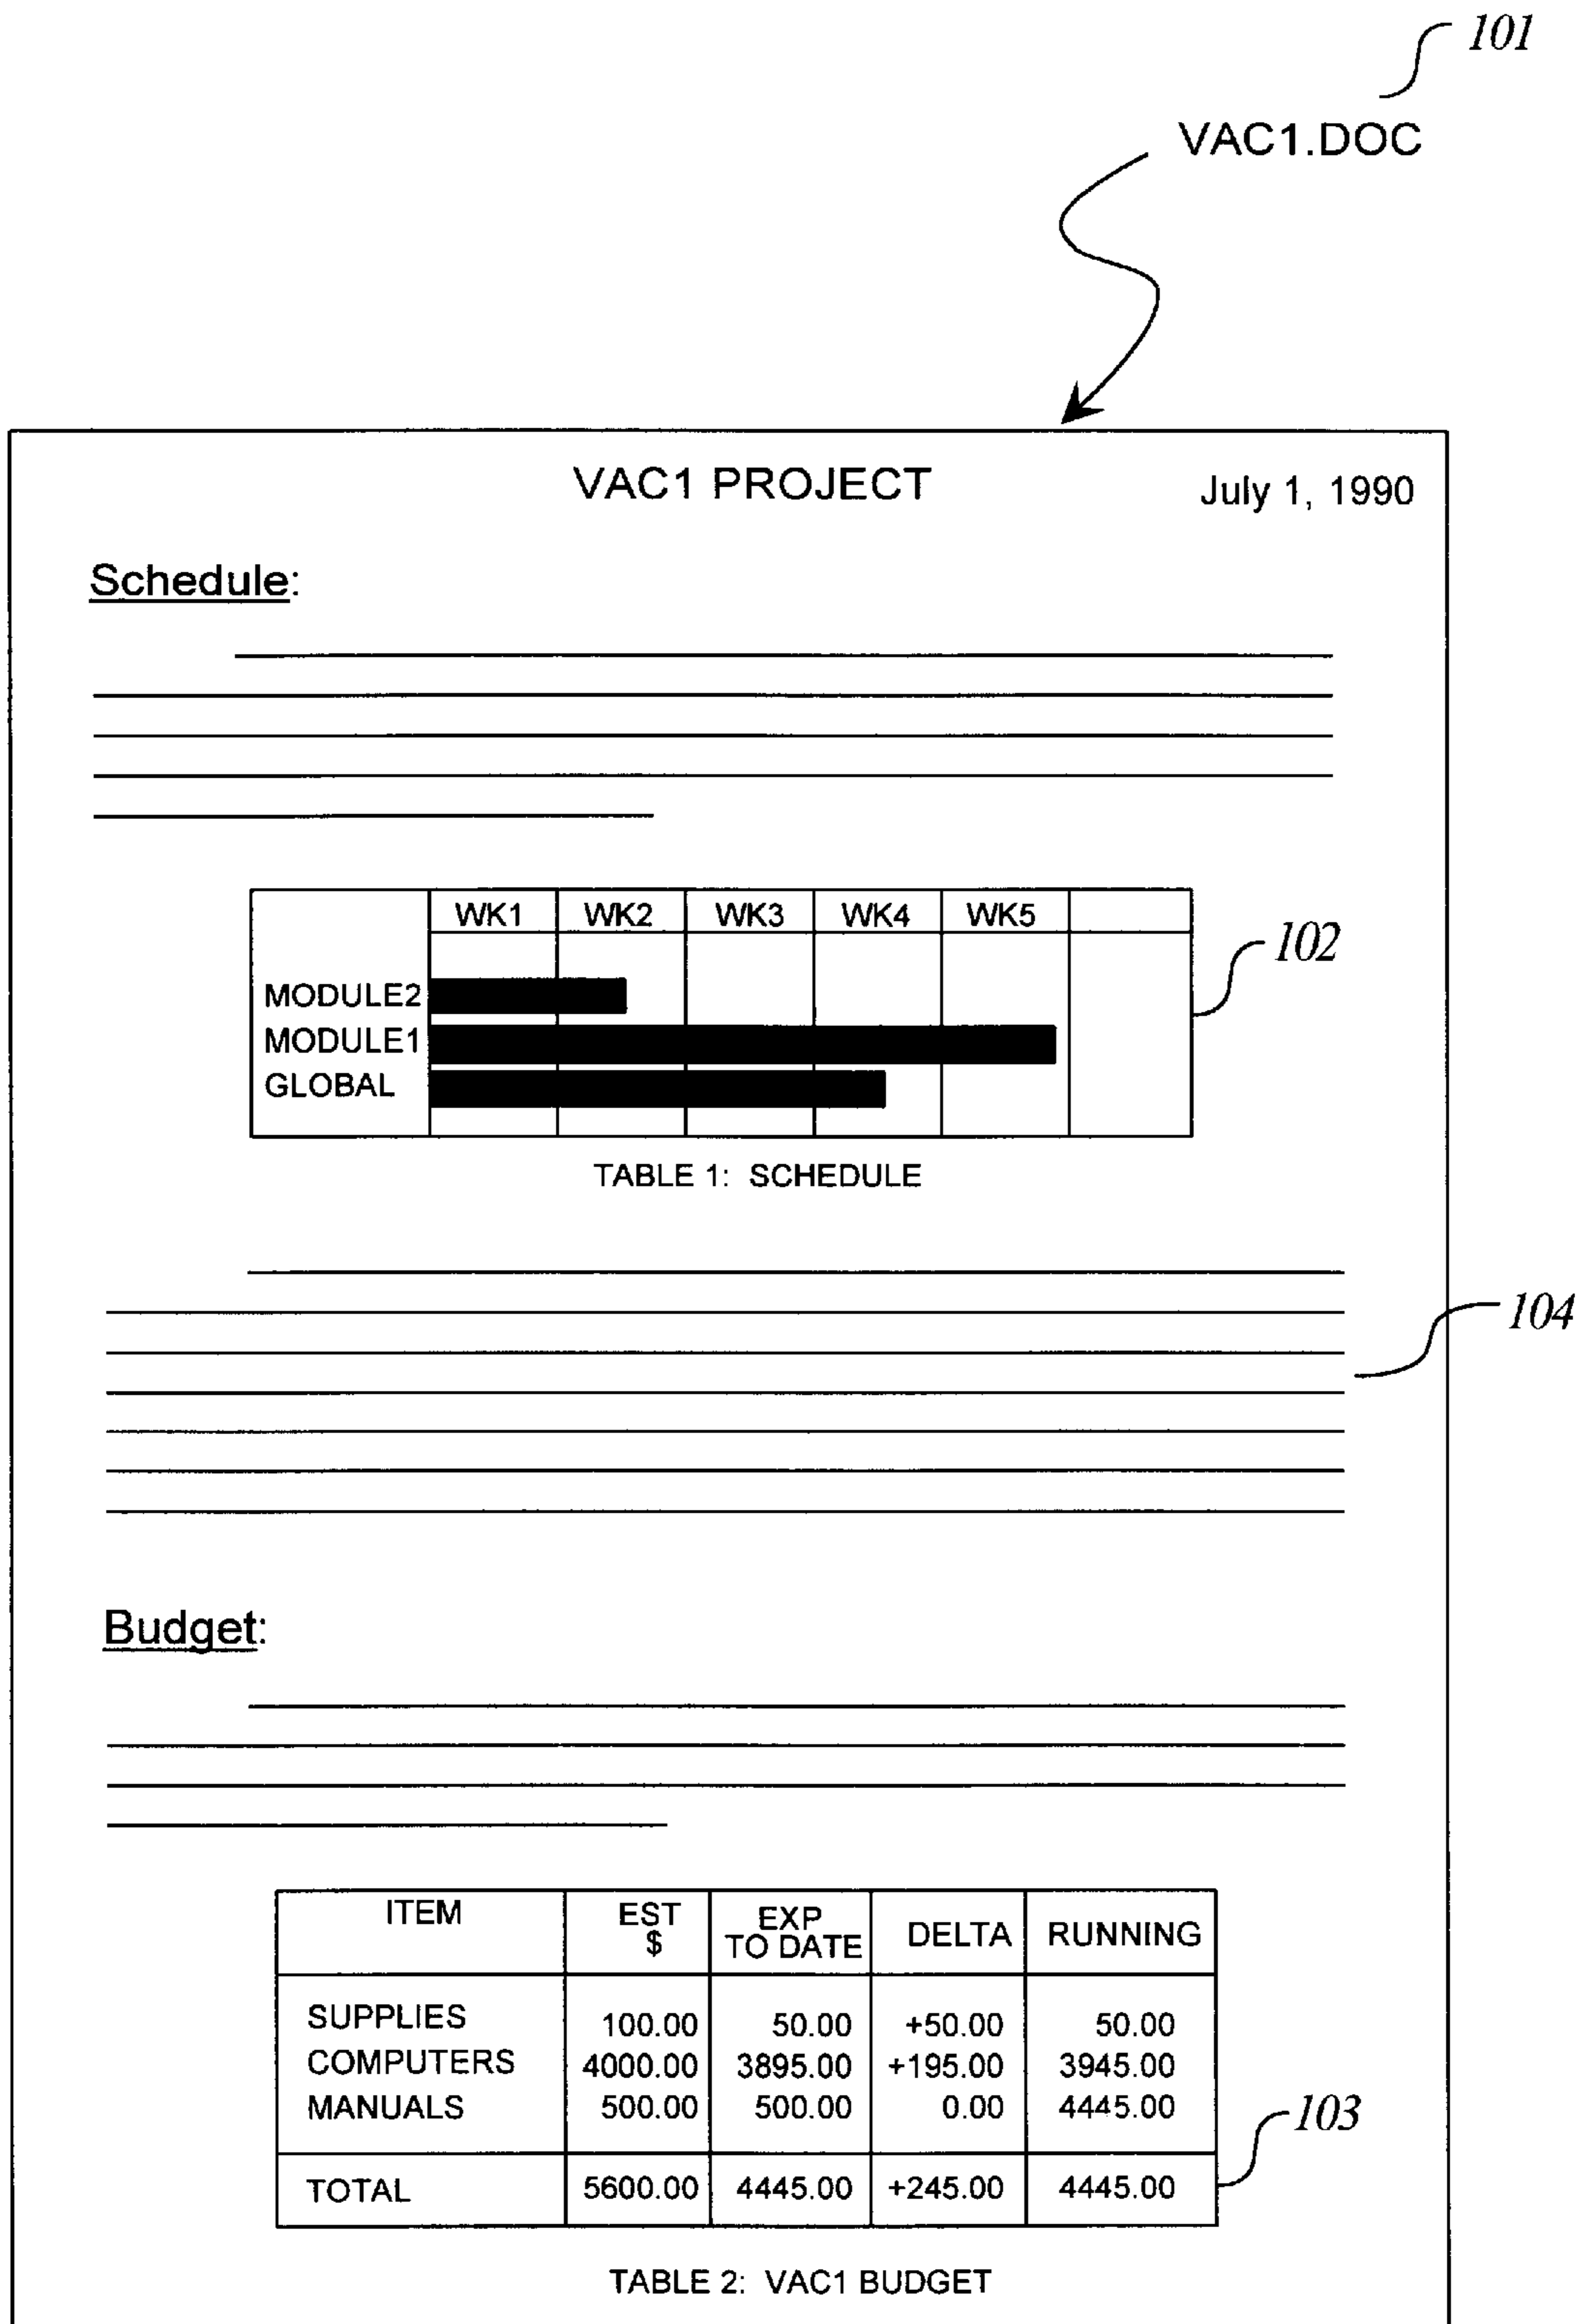 101
VAC1.DOC
VAC1 PROJECT July 1, 1990
Schedule:
WK1 WK2 WK3 WK4 WK5
102
MODULE2
MODULE1
GLOBAL
TABLE 1: SCHEDULE
104
Budget:
ITEM EST $ EXP TO DATE DELTA RUNNING
SUPPLIES 100.00 50.00 +50.00 50.00
COMPUTERS 4000.00 3895.00 +195.00 3945.00
MANUALS 500.00 500.00 0.00 4445.00
103
TOTAL 5600.00 4445.00 +245.00 4445.00
TABLE 2: VAC1 BUDGET